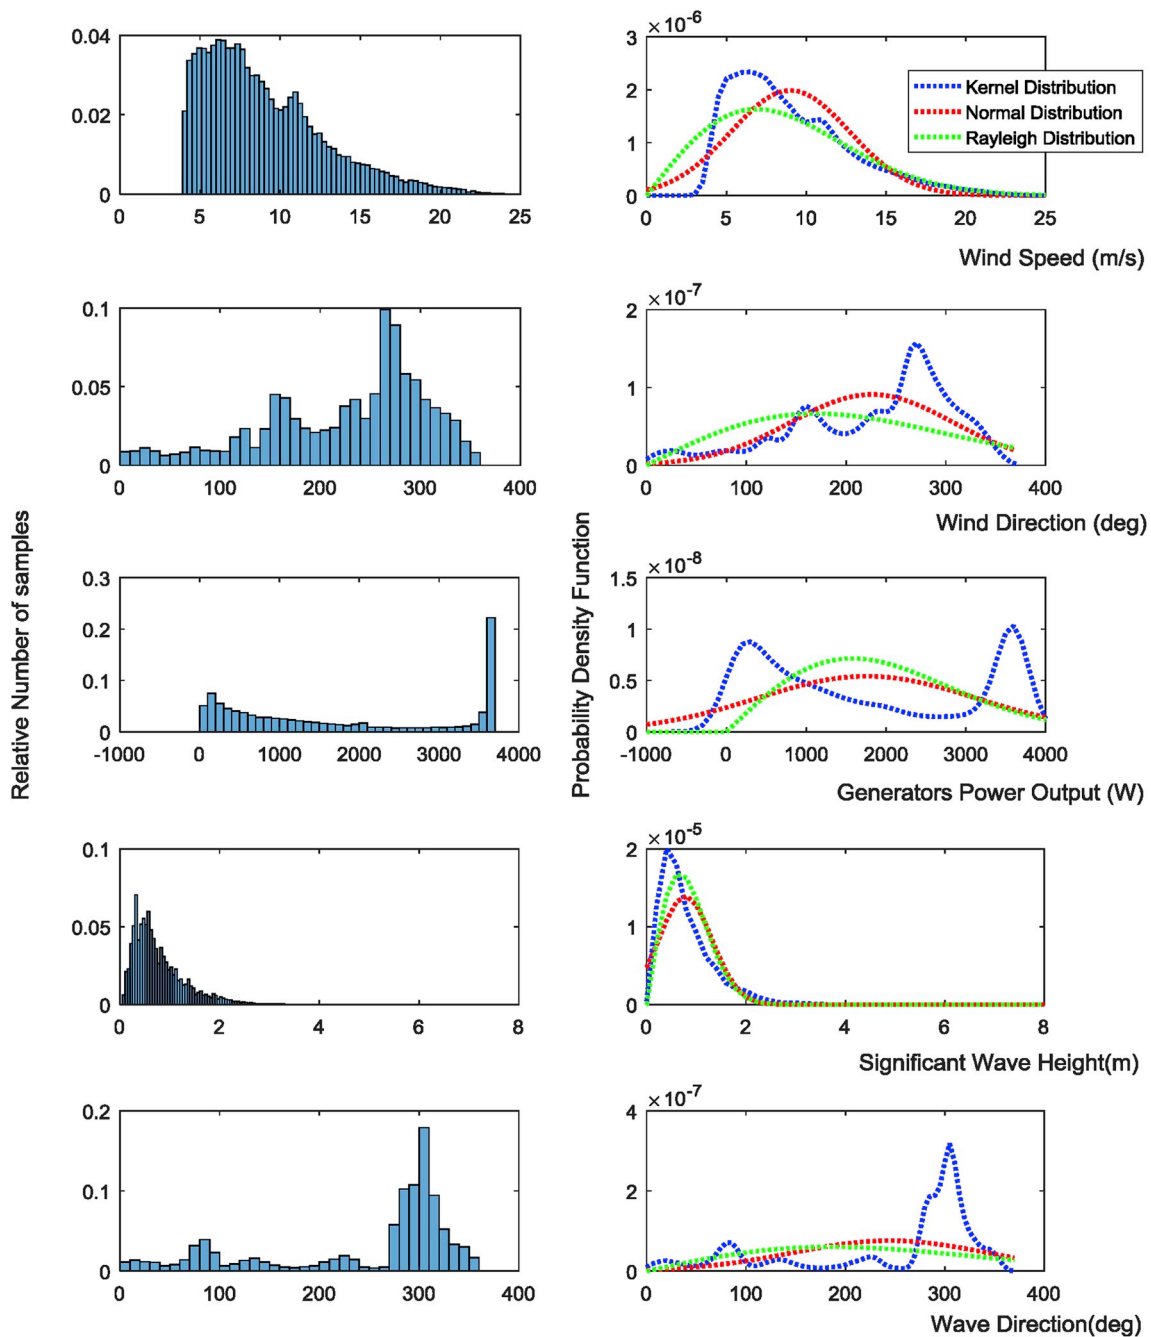 ×10⁻⁶
0.04
0.02
0
0 5 10 15 20 25
3
2
1
0
0 5 10 15 20 25
Kernel Distribution
Normal Distribution
Rayleigh Distribution
Wind Speed (m/s)
×10⁻⁷
0.1
0.05
0
0 100 200 300 400
2
1
0
0 100 200 300 400
Wind Direction (deg)
Relative Number of samples
Probability Density Function
×10⁻⁸
0.3
0.2
0.1
0
-1000 0 1000 2000 3000 4000
1.5
1
0.5
0
-1000 0 1000 2000 3000 4000
Generators Power Output (W)
×10⁻⁵
0.1
0.05
0
0 2 4 6 8
2
1
0
0 2 4 6 8
Significant Wave Height(m)
×10⁻⁷
0.2
0.1
0
0 100 200 300 400
4
2
0
0 100 200 300 400
Wave Direction(deg)